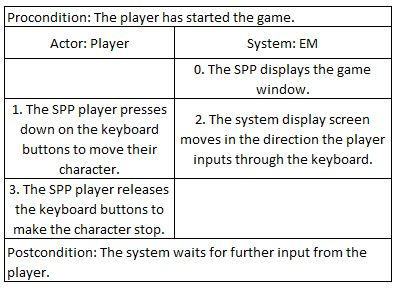 Procondition: The player has started the game.
Actor: Player
System: EM
0. The SPP displays the game
window.
1. The SPP player presses
down on the keyboard
buttons to move their
character.
2. The system display screen
moves in the direction the player
inputs through the keyboard.
3. The SPP player releases
the keyboard buttons to
make the character stop.
Postcondition: The system waits for further input from the
player.